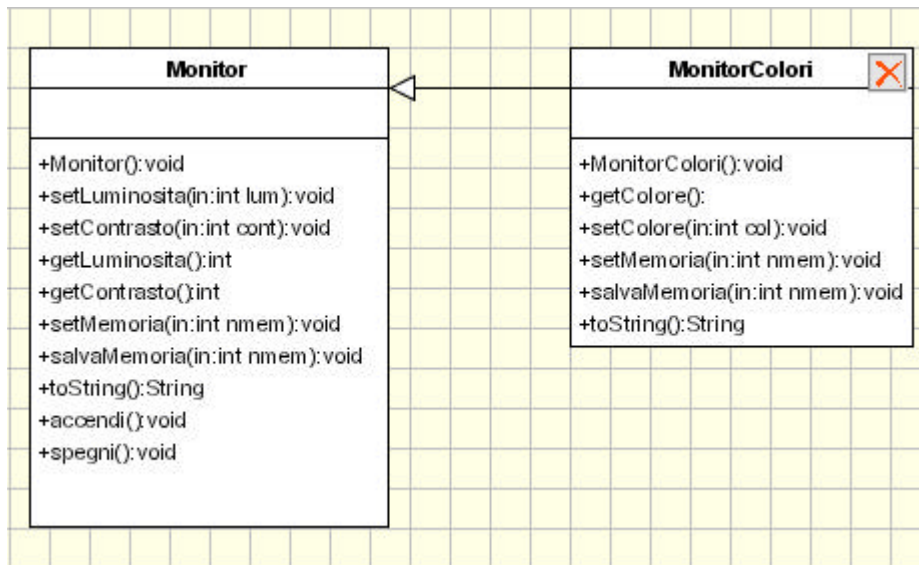 Monitor
+Monitor():void
+setLuminosita(in:int lum):void
+setContrasto(in:int cont):void
+getLuminosita():int
+getContrasto():int
+setMemoria(in:int nmem):void
+salvaMemoria(in:int nmem):void
+toString():String
+accendi():void
+spegni():void
MonitorColori
+MonitorColori():void
+getColore():
+setColore(in:int col):void
+setMemoria(in:int nmem):void
+salvaMemoria(in:int nmem):void
+toString():String